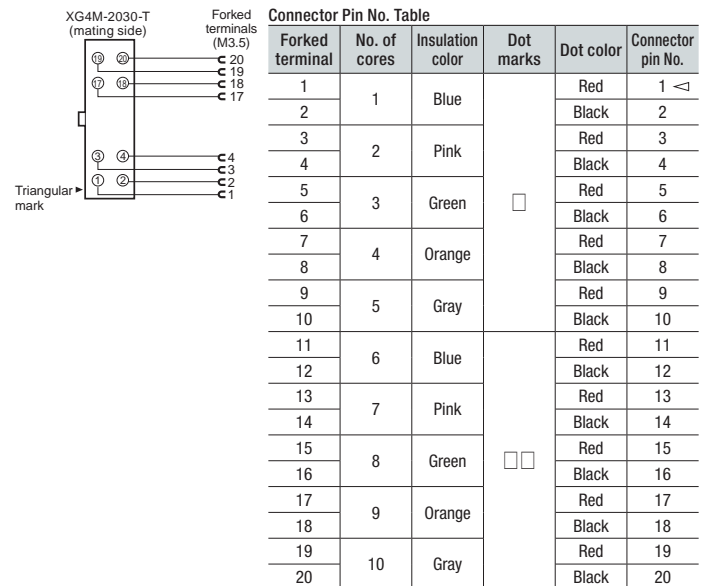 XG4M-2030-T
(mating side)
Forked
terminals
(M3.5)
19 20
20
19
17 18
18
17
3 4
4
3
1 2
2
1
Triangular
mark
Connector Pin No. Table
Forked terminal | No. of cores | Insulation color | Dot marks | Dot color | Connector pin No.
1 | 1 | Blue | □ | Red | 1 ◁
2 | Black | 2
3 | 2 | Pink | Red | 3
4 | Black | 4
5 | 3 | Green | Red | 5
6 | Black | 6
7 | 4 | Orange | Red | 7
8 | Black | 8
9 | 5 | Gray | Red | 9
10 | Black | 10
11 | 6 | Blue | □□ | Red | 11
12 | Black | 12
13 | 7 | Pink | Red | 13
14 | Black | 14
15 | 8 | Green | Red | 15
16 | Black | 16
17 | 9 | Orange | Red | 17
18 | Black | 18
19 | 10 | Gray | Red | 19
20 | Black | 20